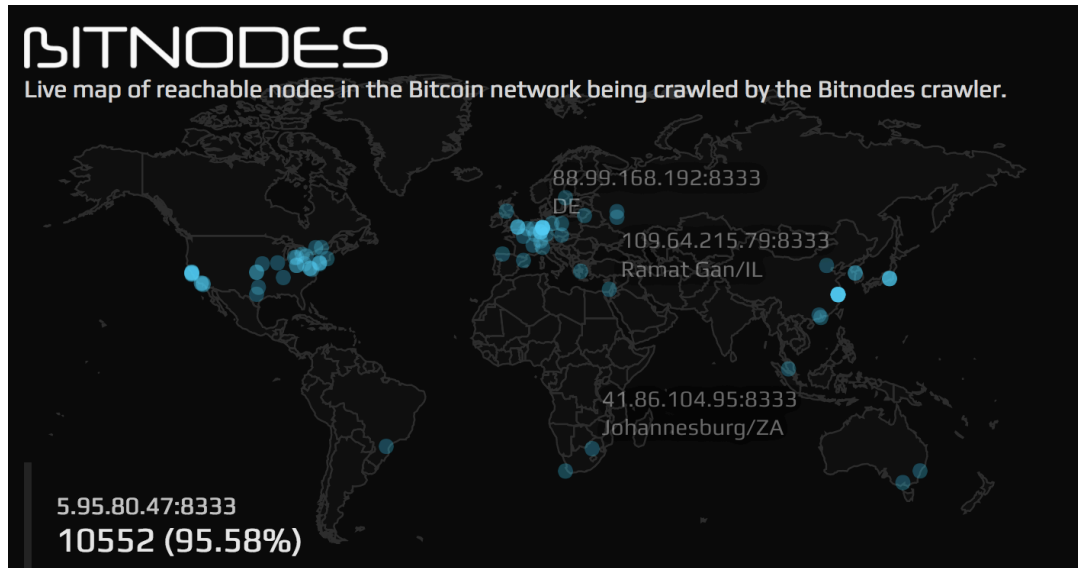 BITNODES
Live map of reachable nodes in the Bitcoin network being crawled by the Bitnodes crawler.
88.99.168.192:8333
DE
109.64.215.79:8333
Ramat Gan/IL
41.86.104.95:8333
Johannesburg/ZA
5.95.80.47:8333
10552 (95.58%)